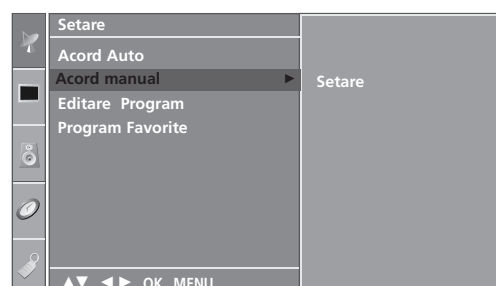 Setare
Acord Auto
Acord manual ► Setare
Editare Program
Program Favorite
▲▼ ◄► OK MENU